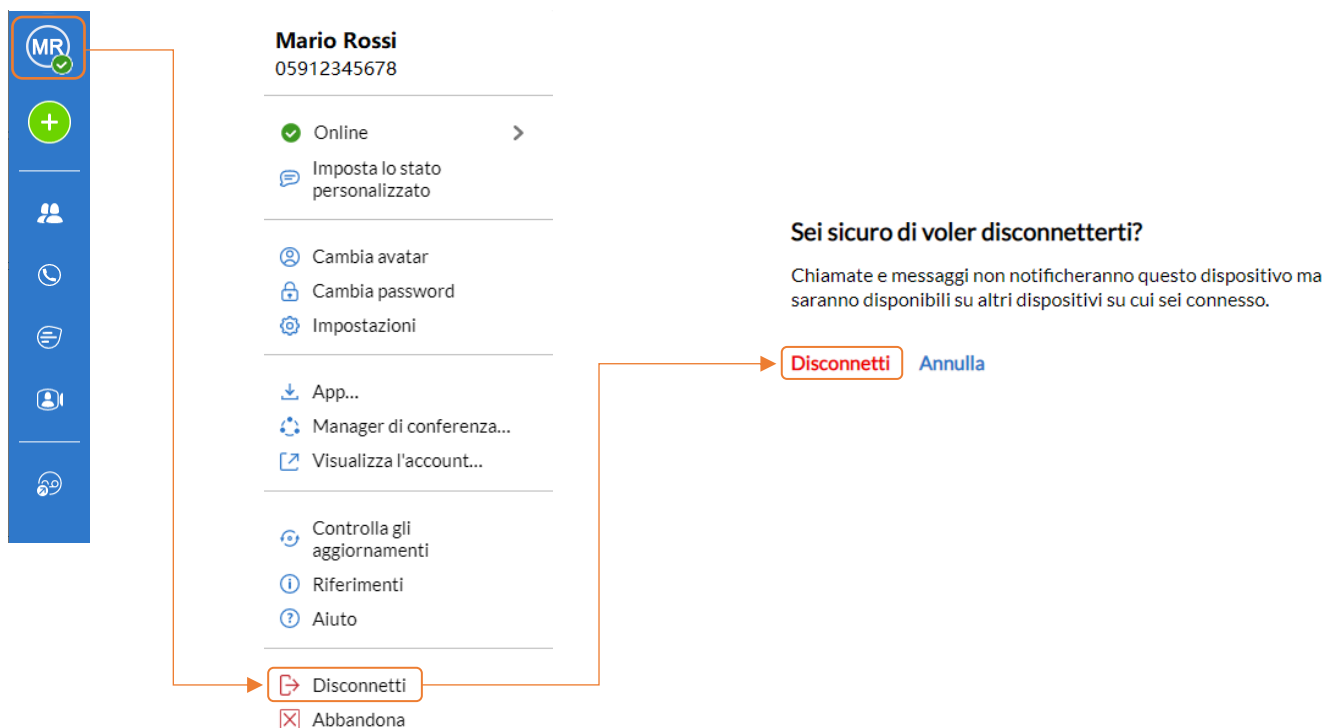 MR
Mario Rossi
05912345678
Online
Imposta lo stato
personalizzato
Cambia avatar
Cambia password
Impostazioni
App...
Manager di conferenza...
Visualizza l'account...
Controlla gli
aggiornamenti
Riferimenti
Aiuto
Disconnetti
Abbandona
Sei sicuro di voler disconnetterti?
Chiamate e messaggi non notificheranno questo dispositivo ma
saranno disponibili su altri dispositivi su cui sei connesso.
Disconnetti Annulla